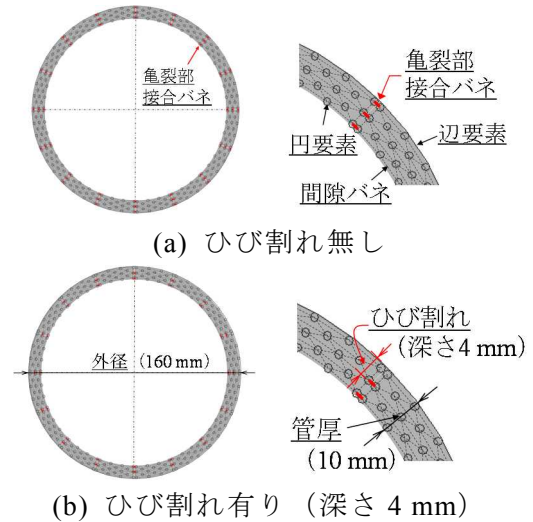 亀裂部
接合バネ
亀裂部
接合バネ
円要素
辺要素
間隙バネ
(a) ひび割れ無し
外径（160 mm）
ひび割れ
（深さ4 mm）
管厚
（10 mm）
(b) ひび割れ有り（深さ 4 mm）